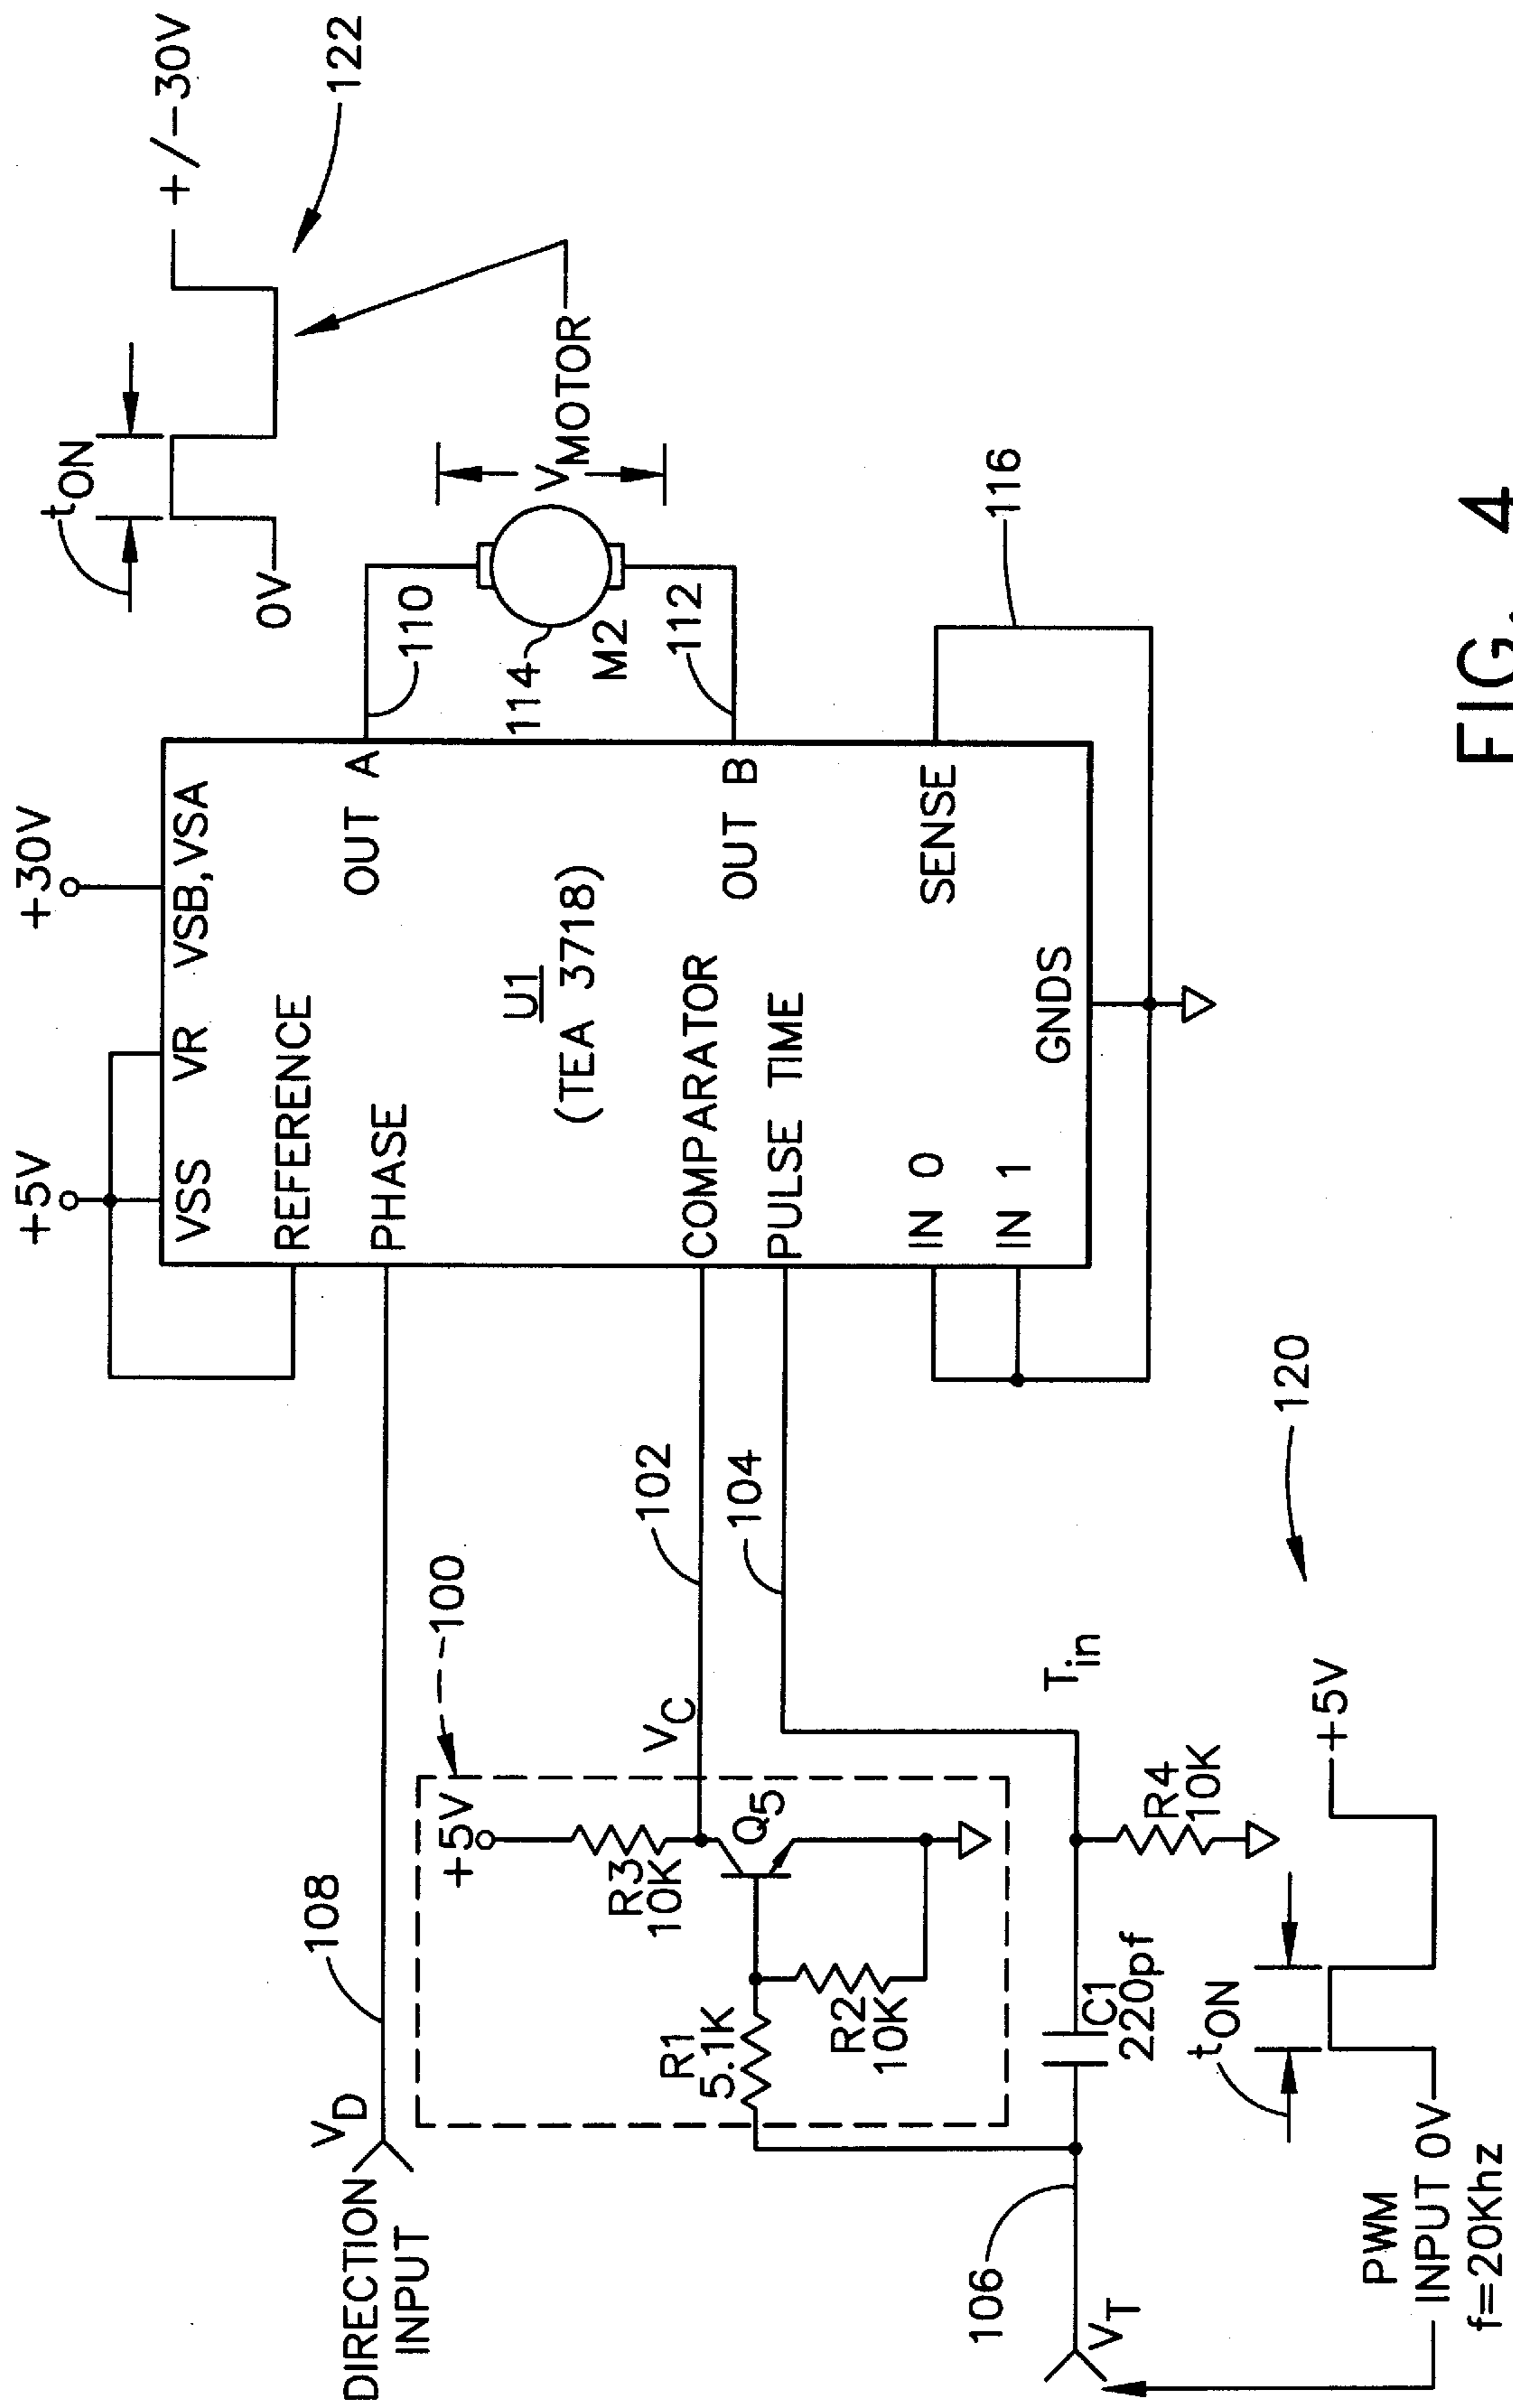 +5V
+30V
VSS
VR
VSB, VSA
REFERENCE
PHASE
OUT A
U1
(TEA 3718)
COMPARATOR
PULSE TIME
OUT B
IN 0
IN 1
SENSE
GNDS
tON
0V
+/−30V
122
VMOTOR
110
114
M2
112
116
DIRECTION
INPUT
VD
108
100
+5V
R3
10K
VC
102
104
Q5
R1
5.1K
R2
10K
106
VT
C1
220pf
Tin
R4
10K
120
tON
+5V
PWM
INPUT 0V
f=20Khz
FIG. 4